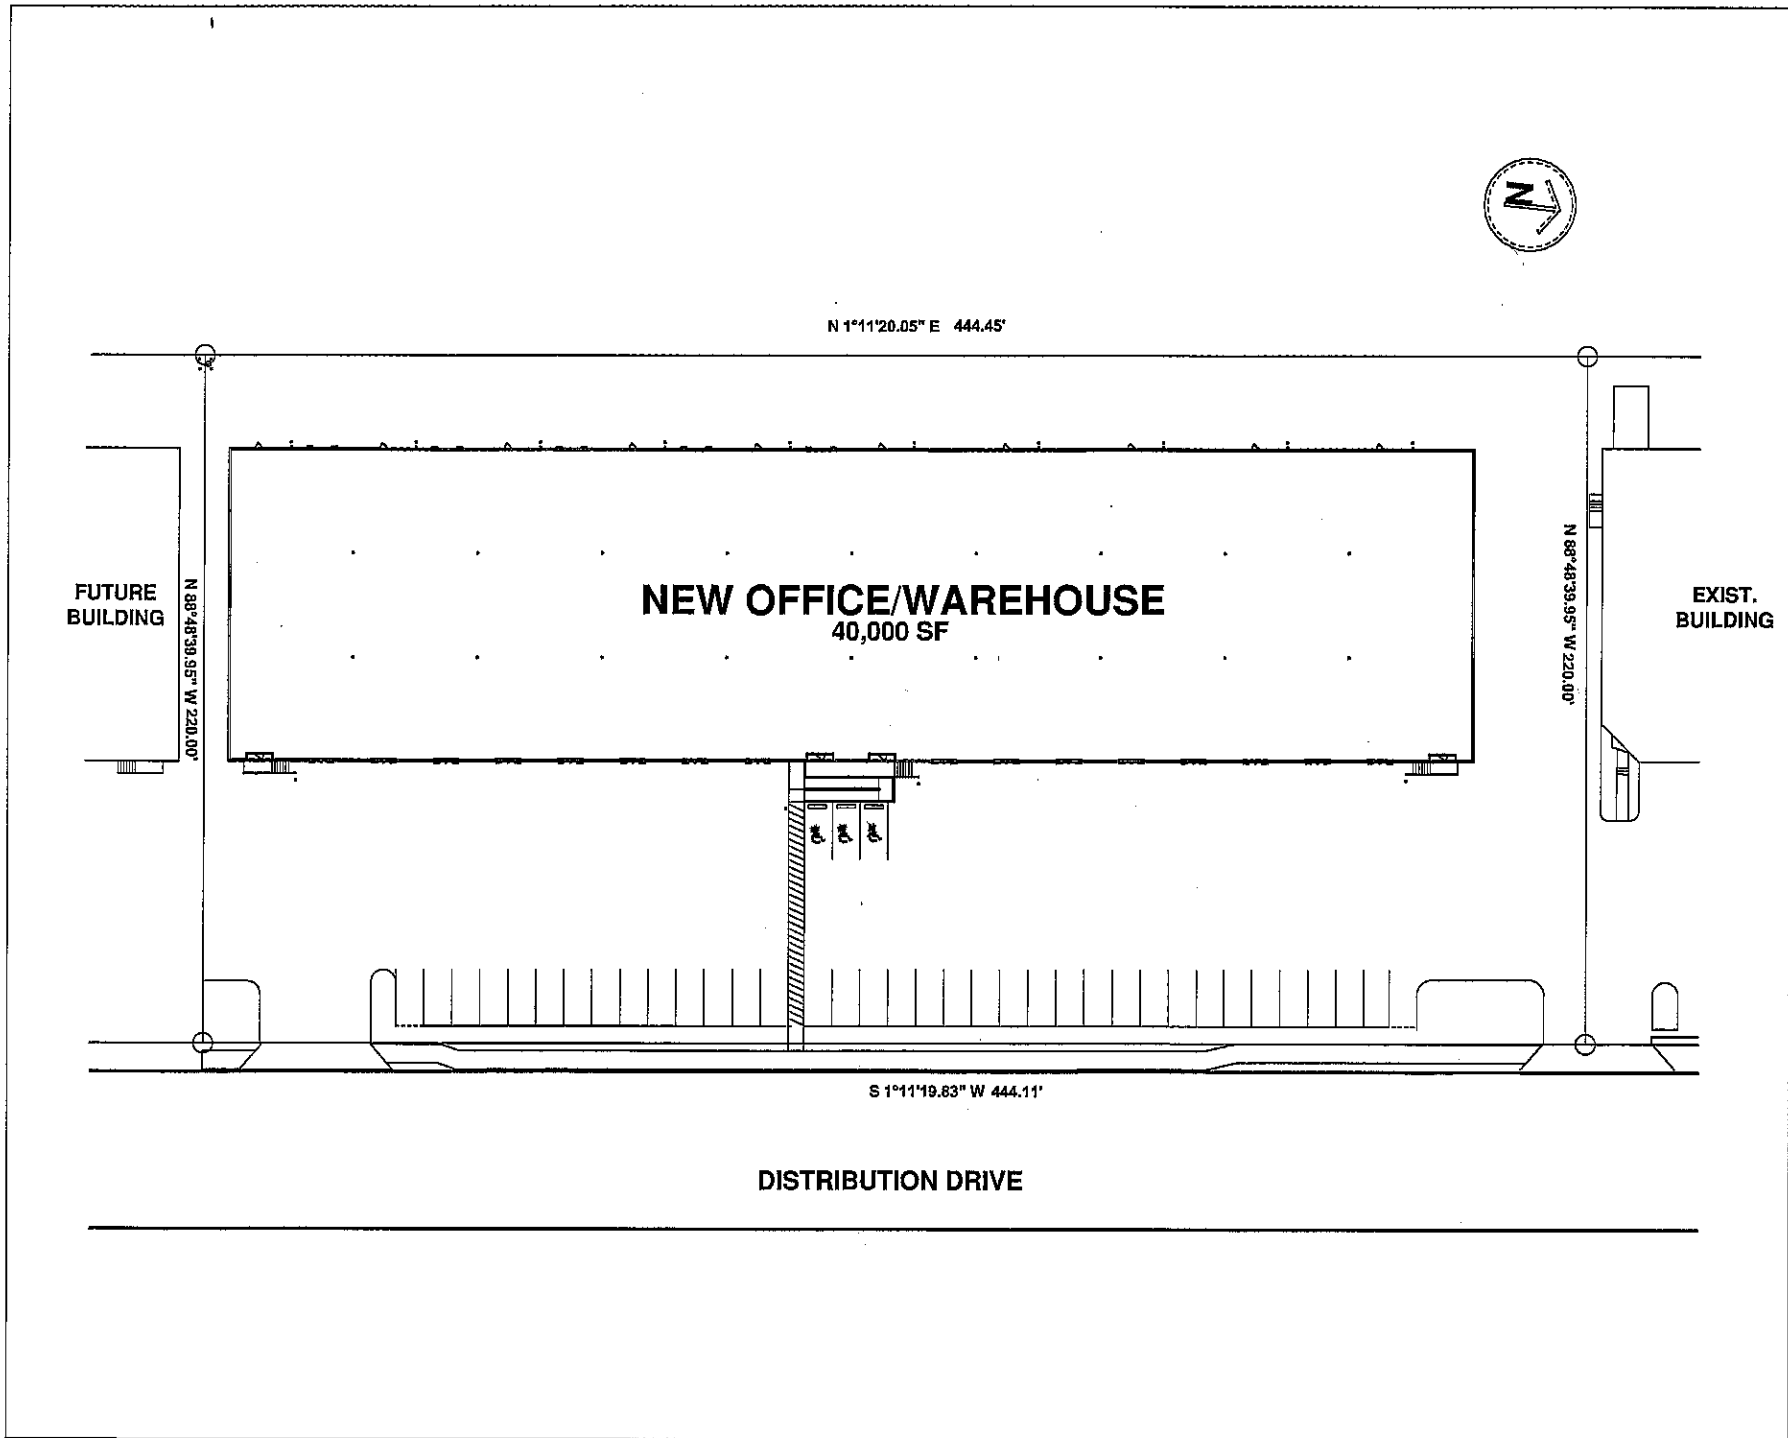 N
N 1°11'20.05" E 444.45'
FUTURE
BUILDING
N 88°48'39.95" W 220.00'
NEW OFFICE/WAREHOUSE
40,000 SF
N 88°48'39.95" W 220.00'
EXIST.
BUILDING
S 1°11'19.83" W 444.11'
DISTRIBUTION DRIVE